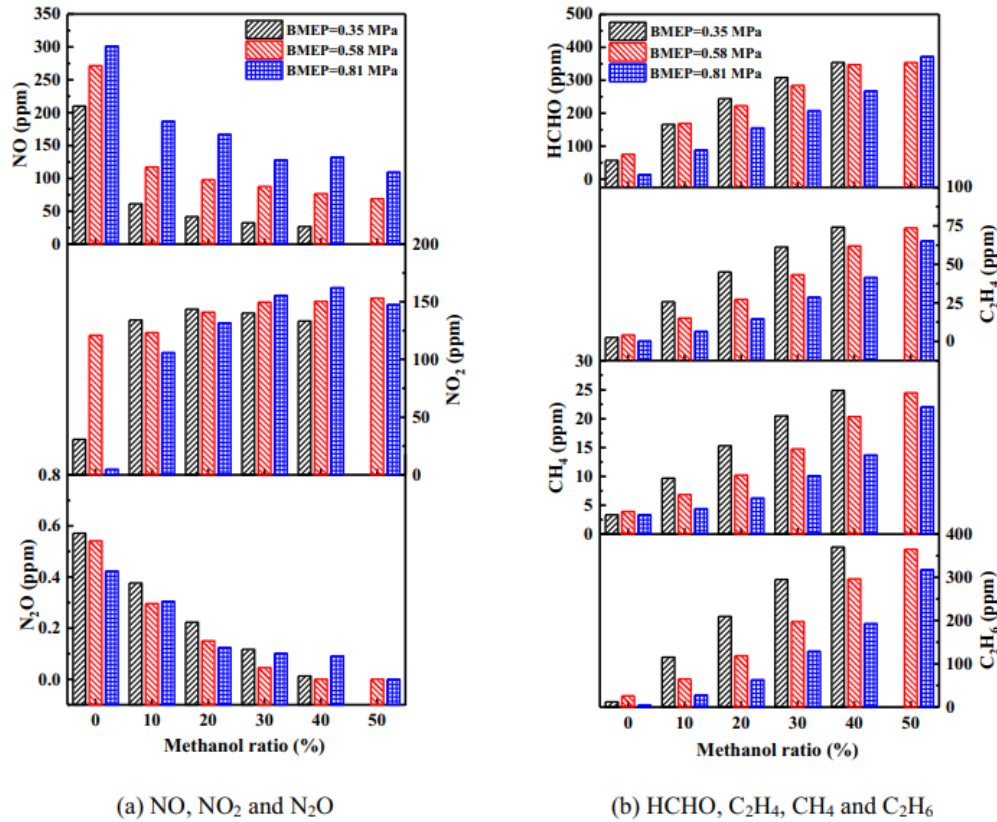 350
300
250
200
150
100
50
0
NO (ppm)
BMEP=0.35 MPa
BMEP=0.58 MPa
BMEP=0.81 MPa
200
150
100
50
0
NO₂ (ppm)
0.8
0.6
0.4
0.2
0.0
N₂O (ppm)
0 10 20 30 40 50
Methanol ratio (%)
(a) NO, NO₂ and N₂O
500
400
300
200
100
0
HCHO (ppm)
BMEP=0.35 MPa
BMEP=0.58 MPa
BMEP=0.81 MPa
100
75
50
25
0
C₂H₄ (ppm)
30
25
20
15
10
5
0
CH₄ (ppm)
400
300
200
100
0
C₂H₆ (ppm)
0 10 20 30 40 50
Methanol ratio (%)
(b) HCHO, C₂H₄, CH₄ and C₂H₆